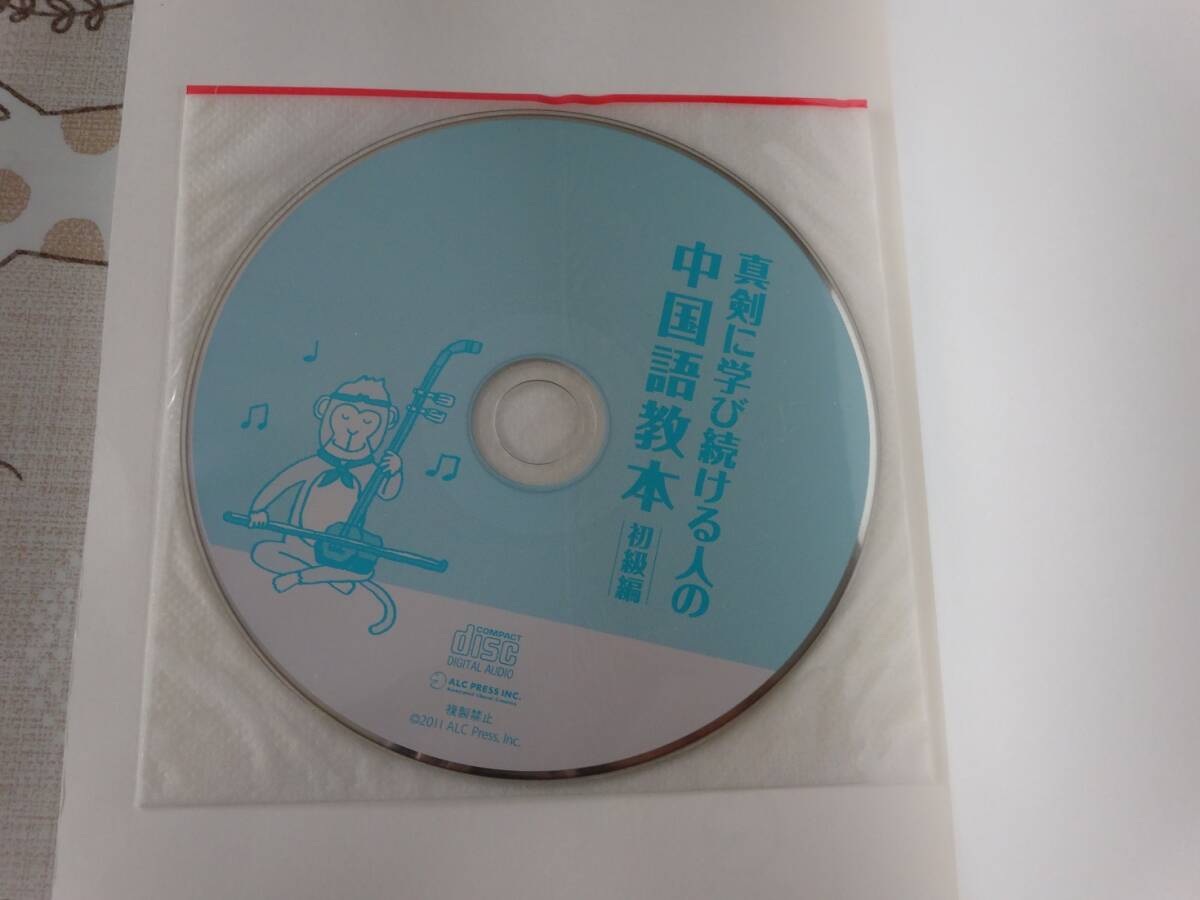 真剣に学び続ける人の
中国語教本
初級編
COMPACT
disc
DIGITAL AUDIO
ALC PRESS INC.
複製禁止
©2011 ALC Press, Inc.